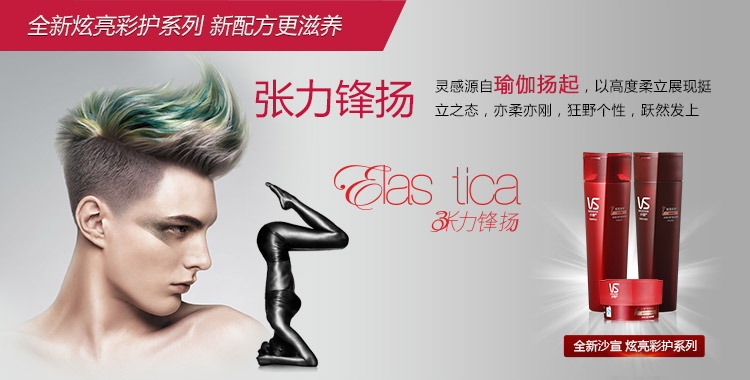 全新炫亮彩护系列 新配方更滋养
张力锋扬
灵感源自瑜伽扬起，以高度柔立展现挺
立之态，亦柔亦刚，狂野个性，跃然发上
Elas tica
张力锋扬
VS
VS
VS
全新沙宣 炫亮彩护系列